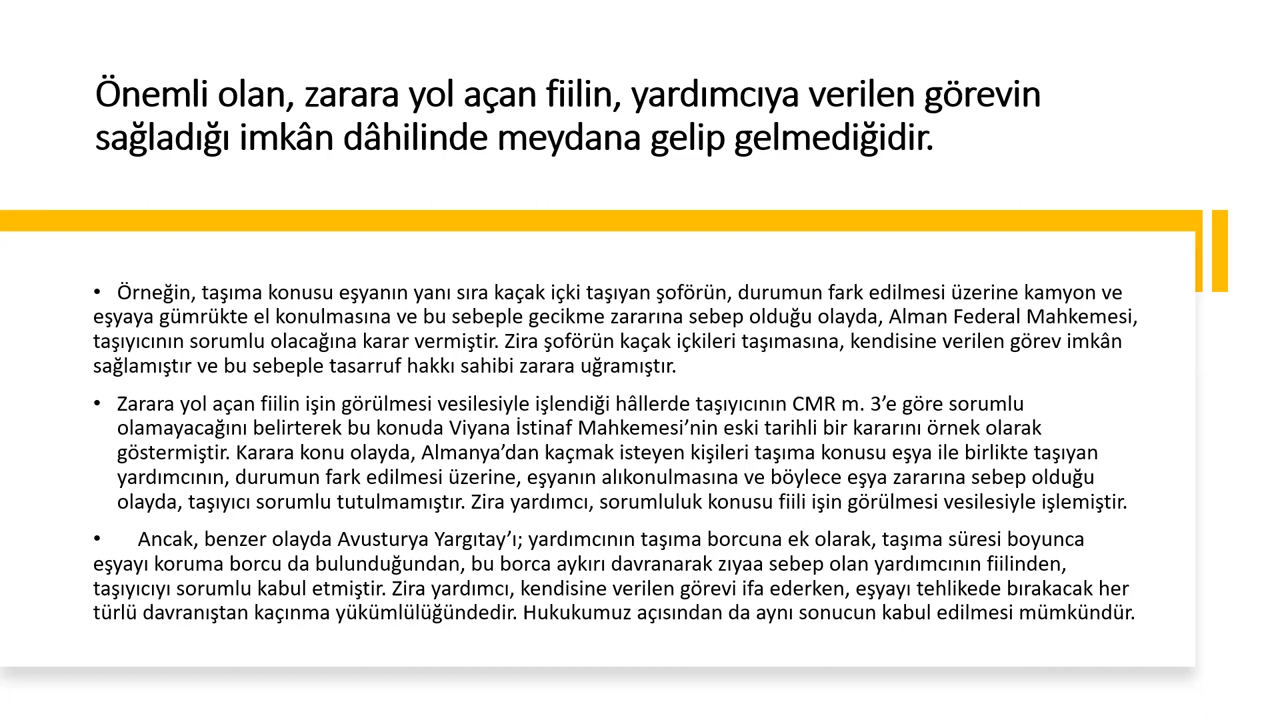 Önemli olan, zarara yol açan fiilin, yardımcıya verilen görevin
sağladığı imkân dâhilinde meydana gelip gelmediğidir.
• Örneğin, taşıma konusu eşyanın yanı sıra kaçak içki taşıyan şoförün, durumun fark edilmesi üzerine kamyon ve
eşyaya gümrükte el konulmasına ve bu sebeple gecikme zararına sebep olduğu olayda, Alman Federal Mahkemesi,
taşıyıcının sorumlu olacağına karar vermiştir. Zira şoförün kaçak içkileri taşımasına, kendisine verilen görev imkân
sağlamıştır ve bu sebeple tasarruf hakkı sahibi zarara uğramıştır.
• Zarara yol açan fiilin işin görülmesi vesilesiyle işlendiği hâllerde taşıyıcının CMR m. 3’e göre sorumlu
olamayacağını belirterek bu konuda Viyana İstinaf Mahkemesi’nin eski tarihli bir kararını örnek olarak
göstermiştir. Karara konu olayda, Almanya’dan kaçmak isteyen kişileri taşıma konusu eşya ile birlikte taşıyan
yardımcının, durumun fark edilmesi üzerine, eşyanın alıkonulmasına ve böylece eşya zararına sebep olduğu
olayda, taşıyıcı sorumlu tutulmamıştır. Zira yardımcı, sorumluluk konusu fiili işin görülmesi vesilesiyle işlemiştir.
• Ancak, benzer olayda Avusturya Yargıtay’ı; yardımcının taşıma borcuna ek olarak, taşıma süresi boyunca
eşyayı koruma borcu da bulunduğundan, bu borca aykırı davranarak zıyaa sebep olan yardımcının fiilinden,
taşıyıcıyı sorumlu kabul etmiştir. Zira yardımcı, kendisine verilen görevi ifa ederken, eşyayı tehlikede bırakacak her
türlü davranıştan kaçınma yükümlülüğündedir. Hukukumuz açısından da aynı sonucun kabul edilmesi mümkündür.